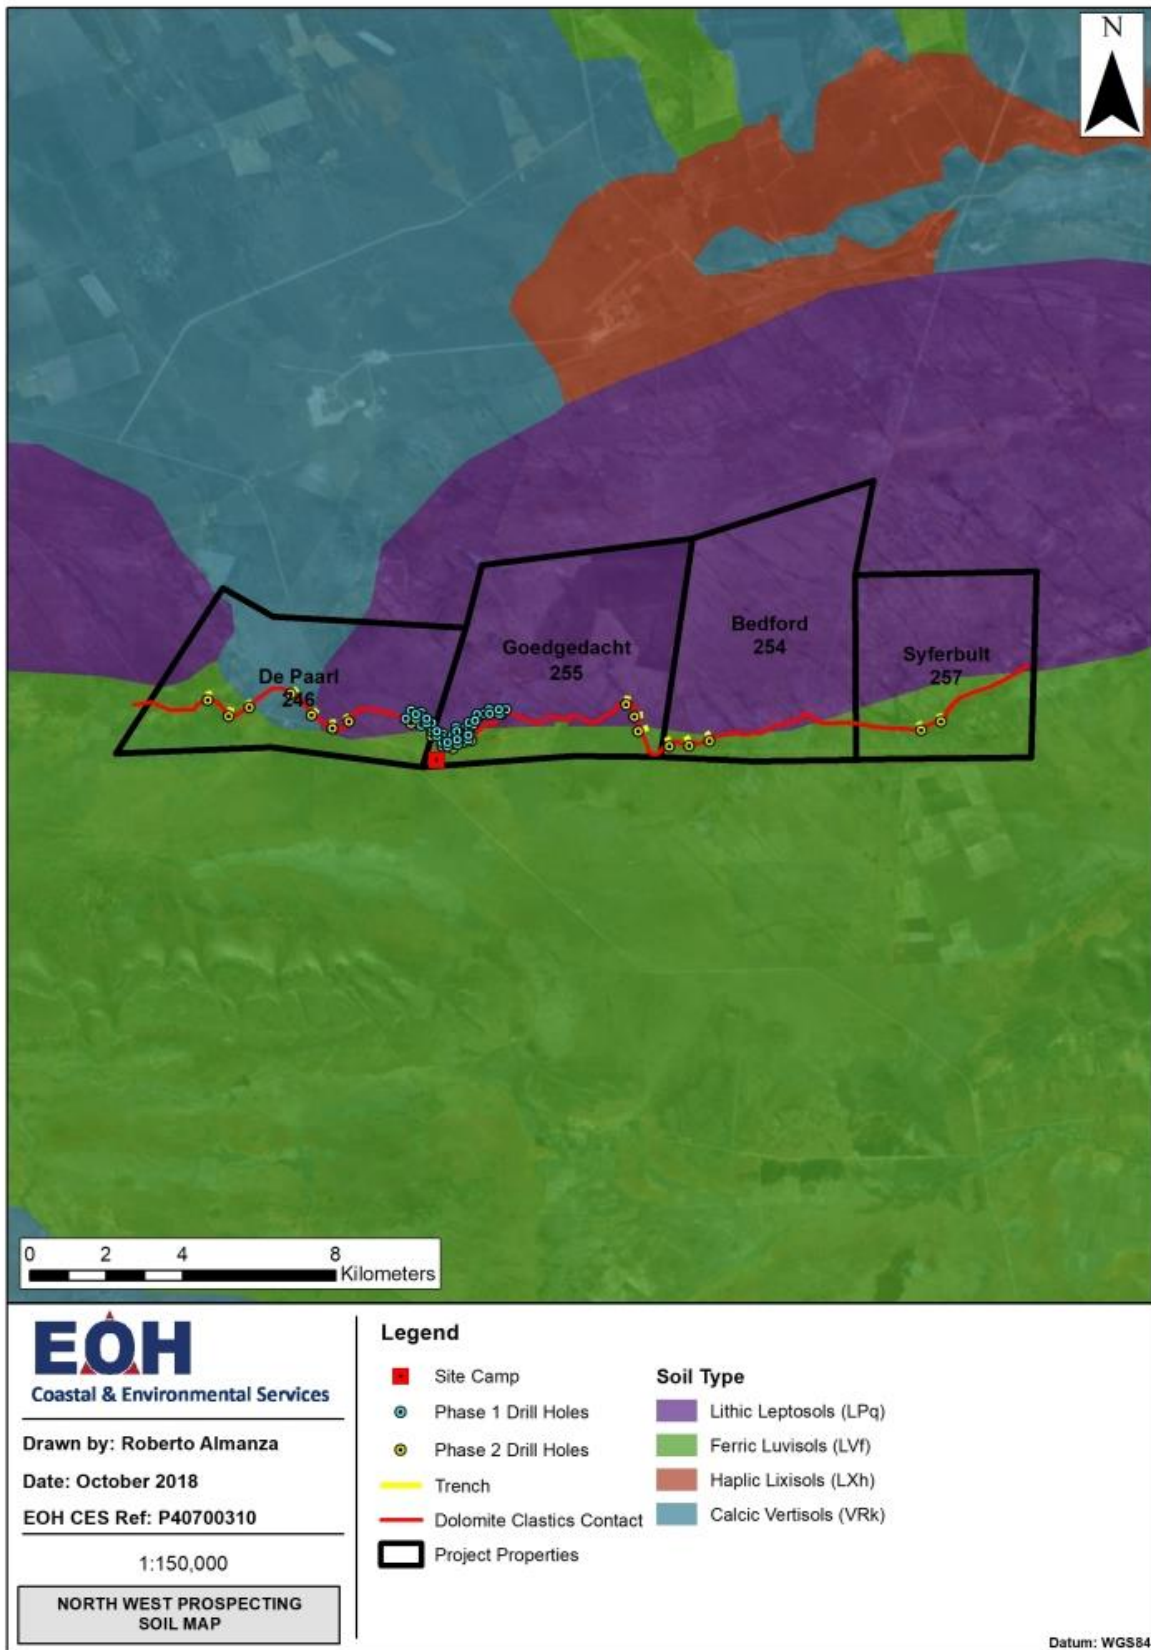 N
De Paarl
246
Goedgedacht
255
Bedford
254
Syferbult
257
0 2 4 8
Kilometers
EOH
Coastal & Environmental Services
Drawn by: Roberto Almanza
Date: October 2018
EOH CES Ref: P40700310
1:150,000
NORTH WEST PROSPECTING
SOIL MAP
Legend
Site Camp
Phase 1 Drill Holes
Phase 2 Drill Holes
Trench
Dolomite Clastics Contact
Project Properties
Soil Type
Lithic Leptosols (LPq)
Ferric Luvisols (LVf)
Haplic Lixisols (LXh)
Calcic Vertisols (VRk)
Datum: WGS84